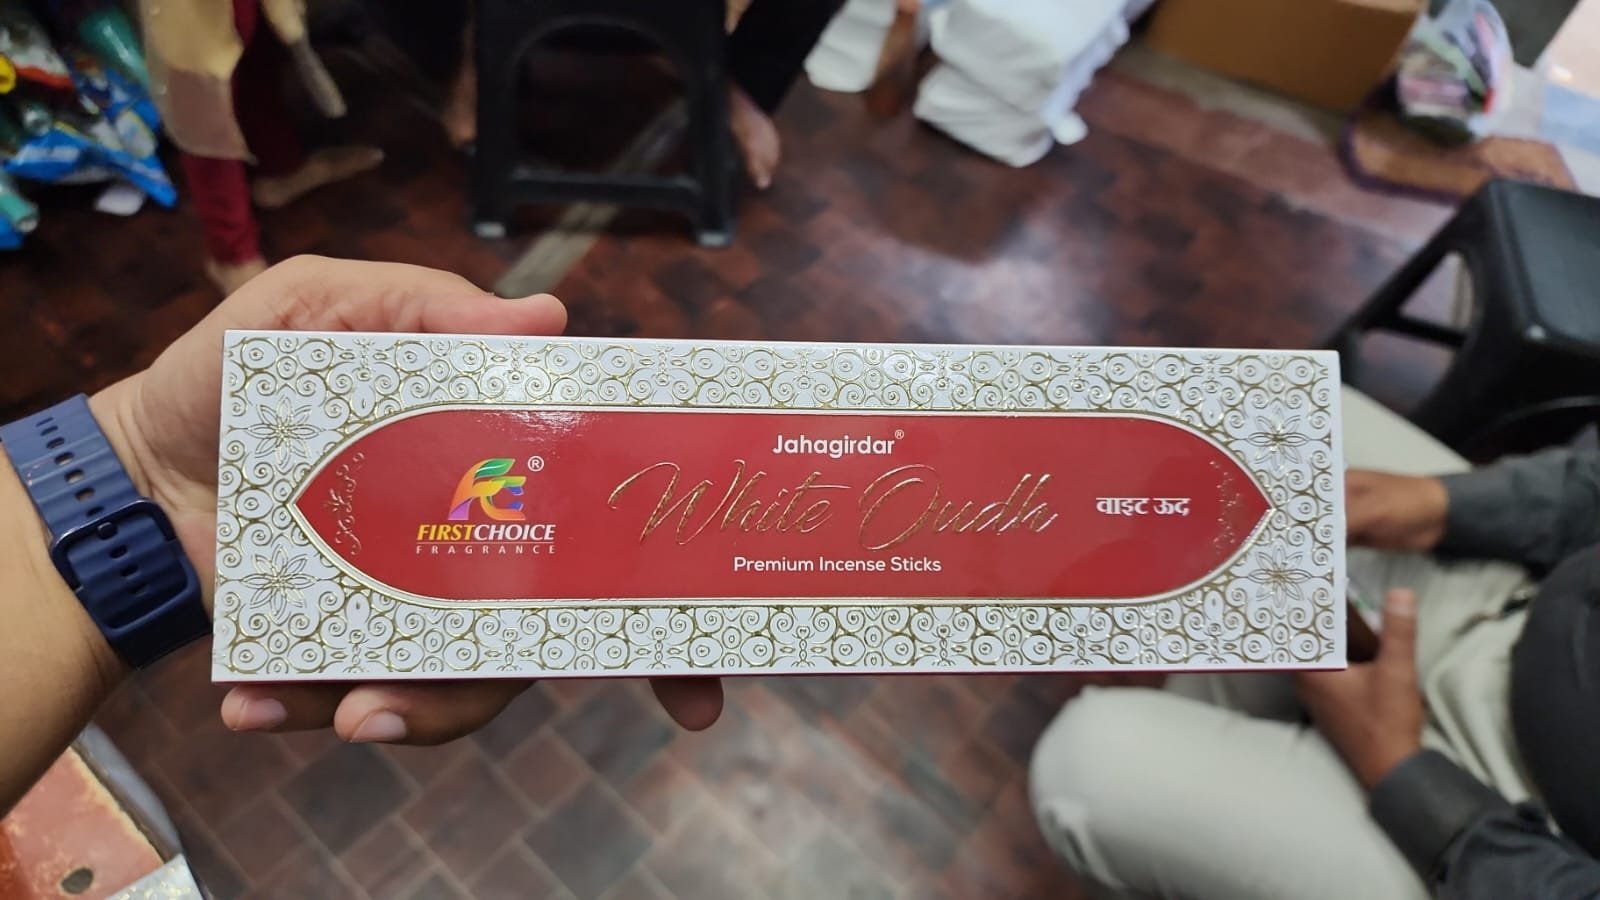 Jahagirdar®
®
FIRSTCHOICE
FRAGRANCE
White Oudh
वाइट ऊद
Premium Incense Sticks